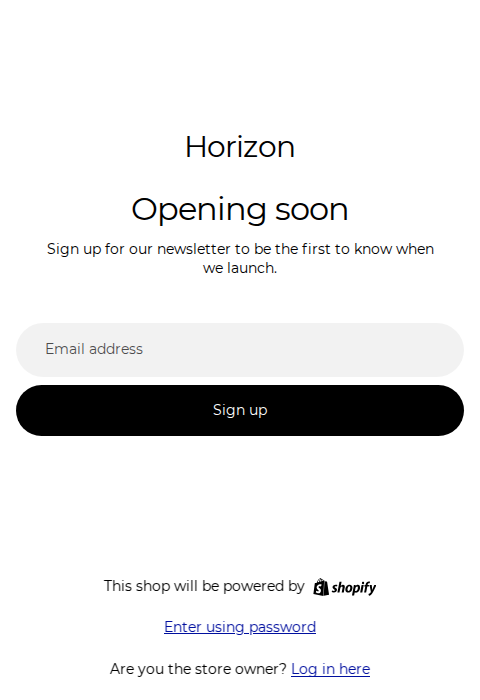 Horizon
Opening soon
Sign up for our newsletter to be the first to know when
we launch.
Email address
Sign up
This shop will be powered by shopify
Enter using password
Are you the store owner? Log in here